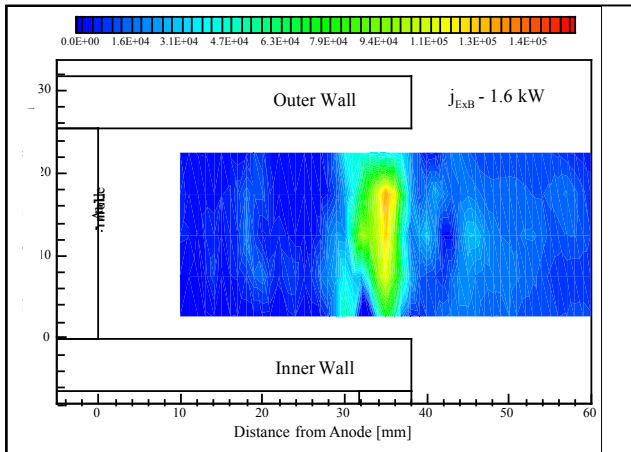 0.0E+00 1.6E+04 3.1E+04 4.7E+04 6.3E+04 7.9E+04 9.4E+04 1.1E+05 1.3E+05 1.4E+05
Outer Wall
j_ExB - 1.6 kW
30
20
10
0
Inner Wall
0 10 20 30 40 50 60
Distance from Anode [mm]